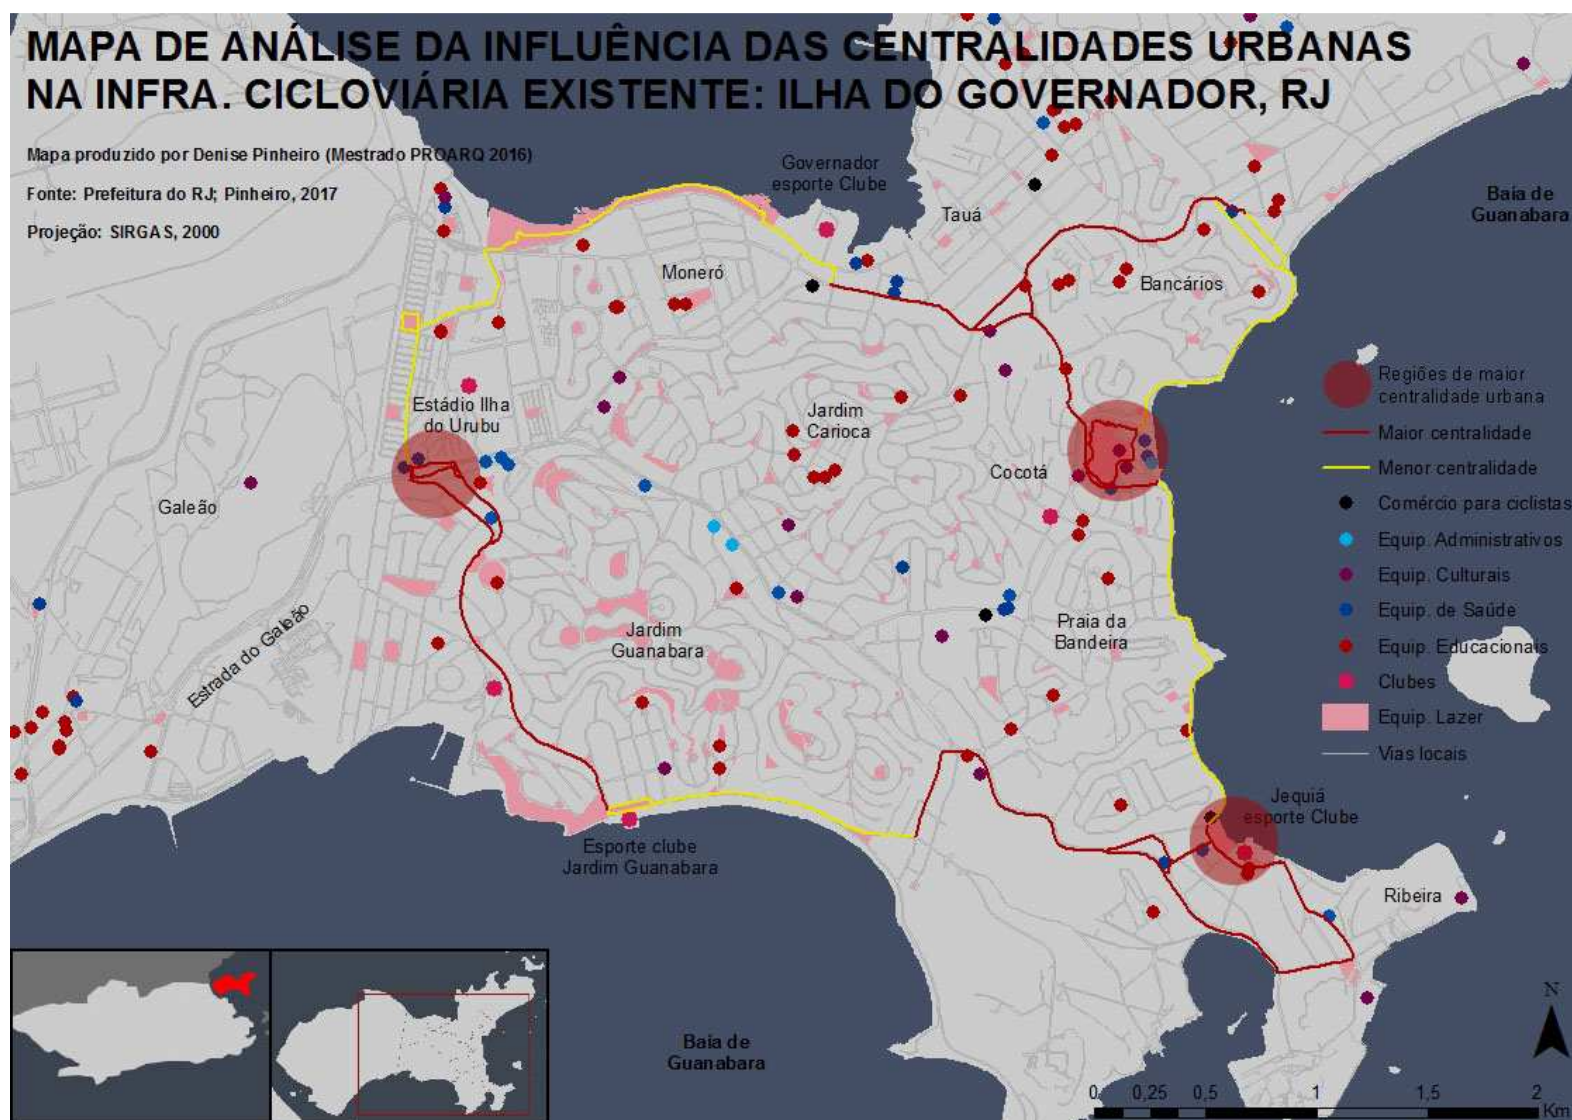 MAPA DE ANÁLISE DA INFLUÊNCIA DAS CENTRALIDADES URBANAS
NA INFRA. CICLOVIÁRIA EXISTENTE: ILHA DO GOVERNADOR, RJ
Mapa produzido por Denise Pinheiro (Mestrado PROARQ 2016)
Fonte: Prefeitura do RJ; Pinheiro, 2017
Projeção: SIRGAS, 2000
Governador
esporte Clube
Tauá
Baía de
Guanabara
Moneró
Bancários
Estádio Ilha
do Urubu
Jardim
Carioca
Cocotá
Galeão
Estrada do Galeão
Jardim
Guanabara
Praia da
Bandeira
Regiões de maior
centralidade urbana
Maior centralidade
Menor centralidade
Comércio para ciclistas
Equip. Administrativos
Equip. Culturais
Equip. de Saúde
Equip. Educacionais
Clubes
Equip. Lazer
Vias locais
Jequiá
esporte Clube
Esporte clube
Jardim Guanabara
Ribeira
Baía de
Guanabara
N
0 0,25 0,5 1 1,5 2
Km